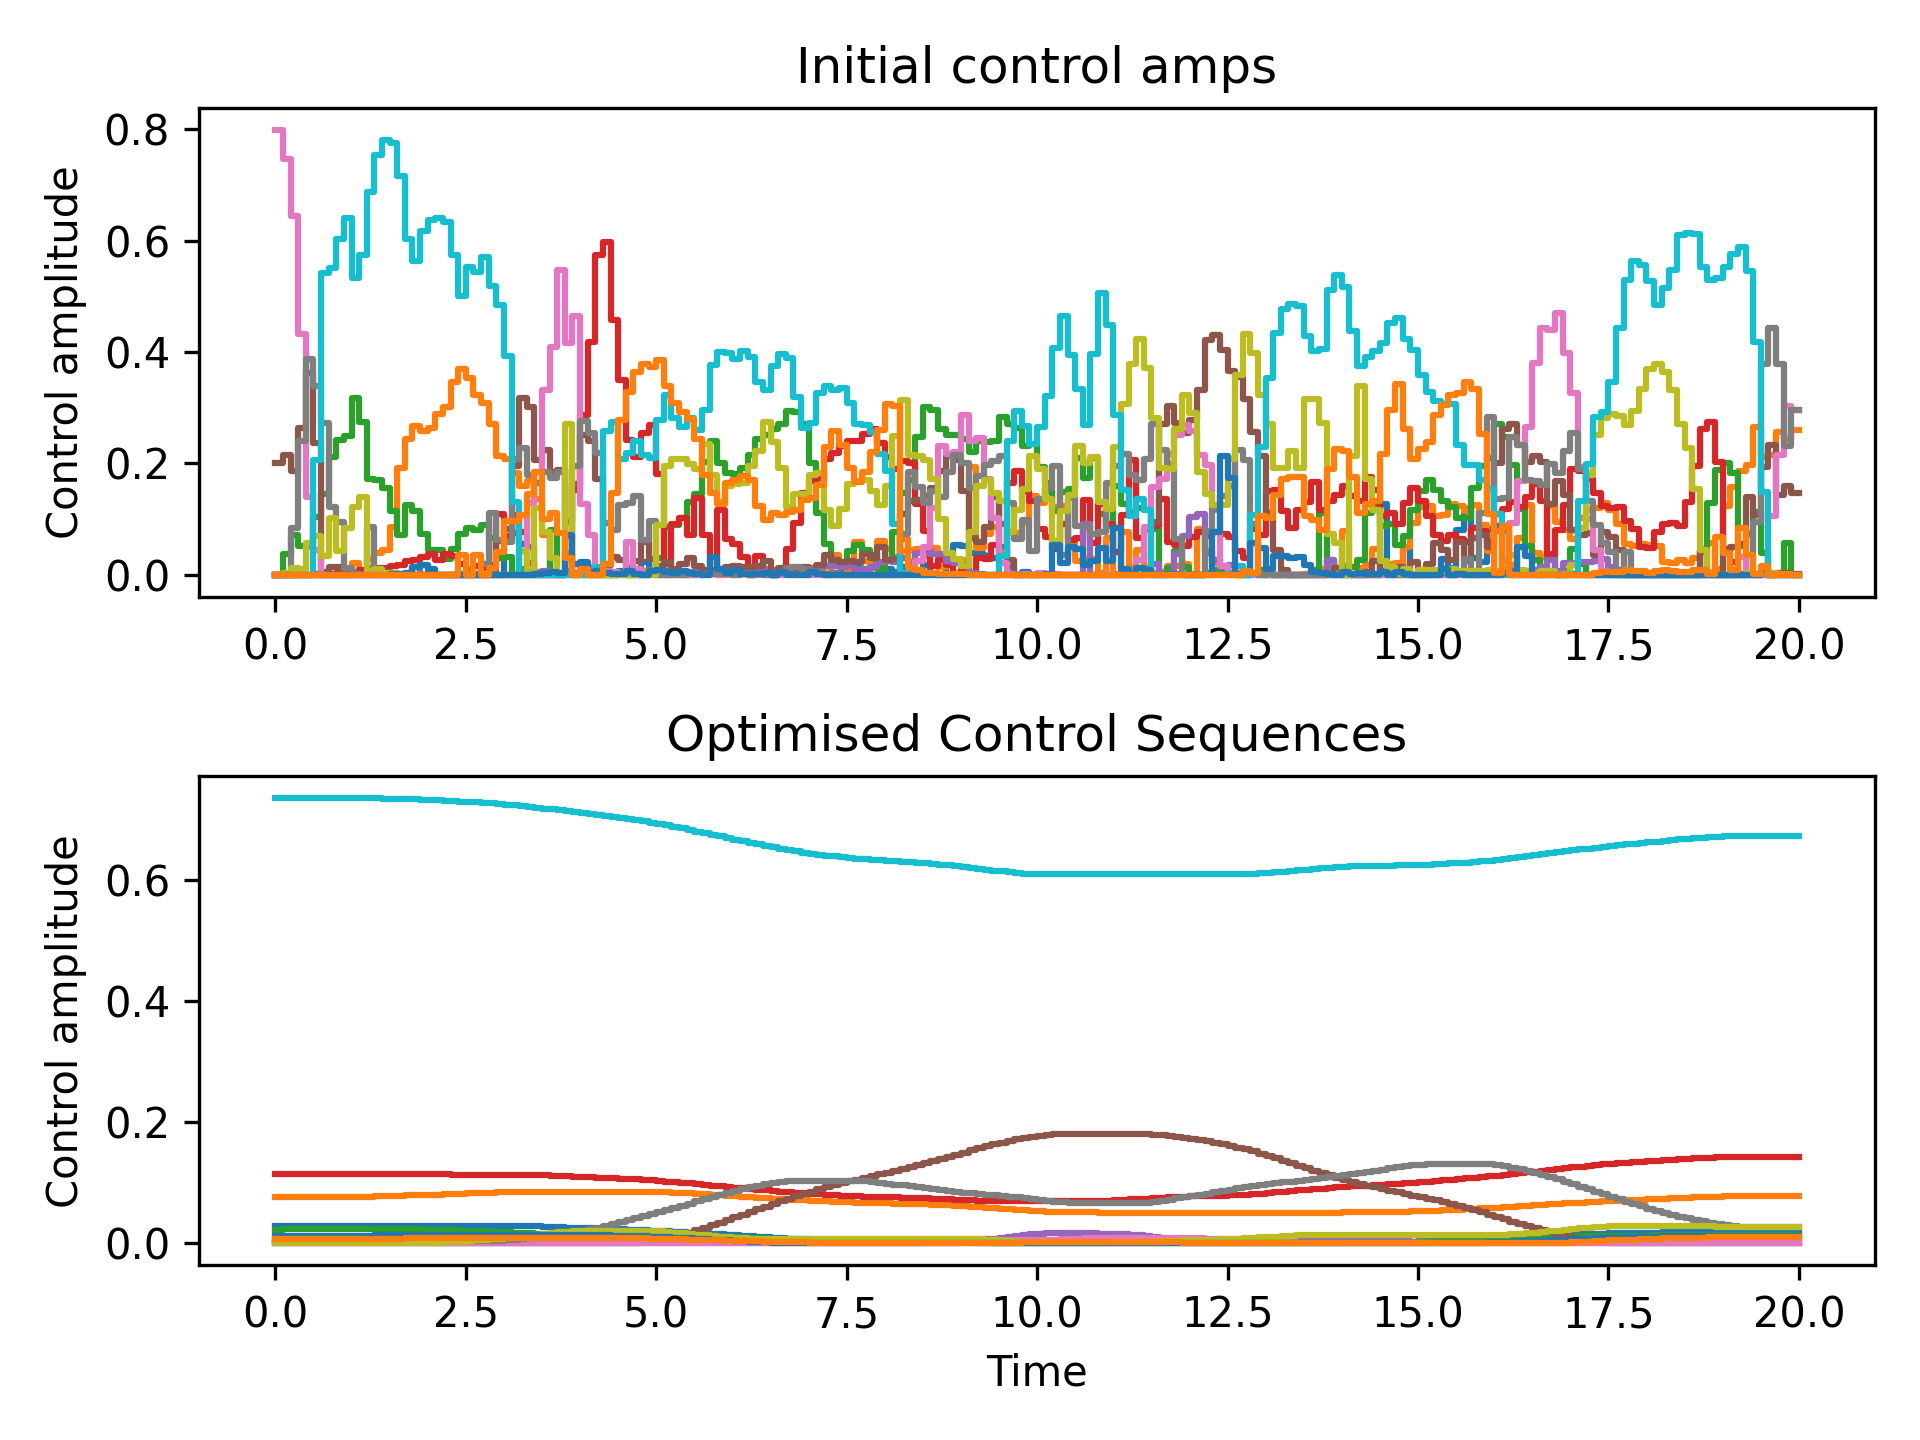 Initial control amps
Control amplitude
0.8
0.6
0.4
0.2
0.0
0.0 2.5 5.0 7.5 10.0 12.5 15.0 17.5 20.0
Optimised Control Sequences
Control amplitude
0.6
0.4
0.2
0.0
0.0 2.5 5.0 7.5 10.0 12.5 15.0 17.5 20.0
Time